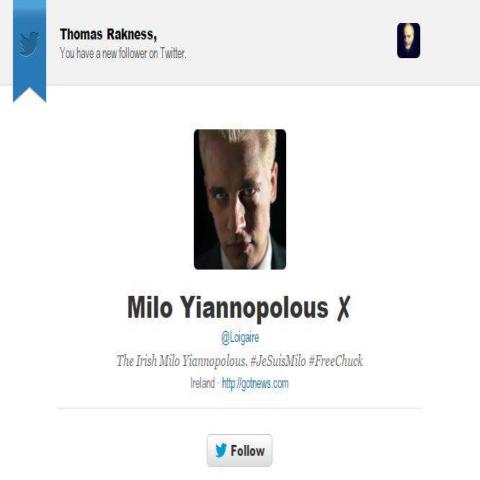 Thomas Rakness,
You have a new follower on Twitter.
Milo Yiannopolous ✗
@Loigaire
The Irish Milo Yiannopolous. #JeSuisMilo #FreeChuck
Ireland · http://gotnews.com
Follow